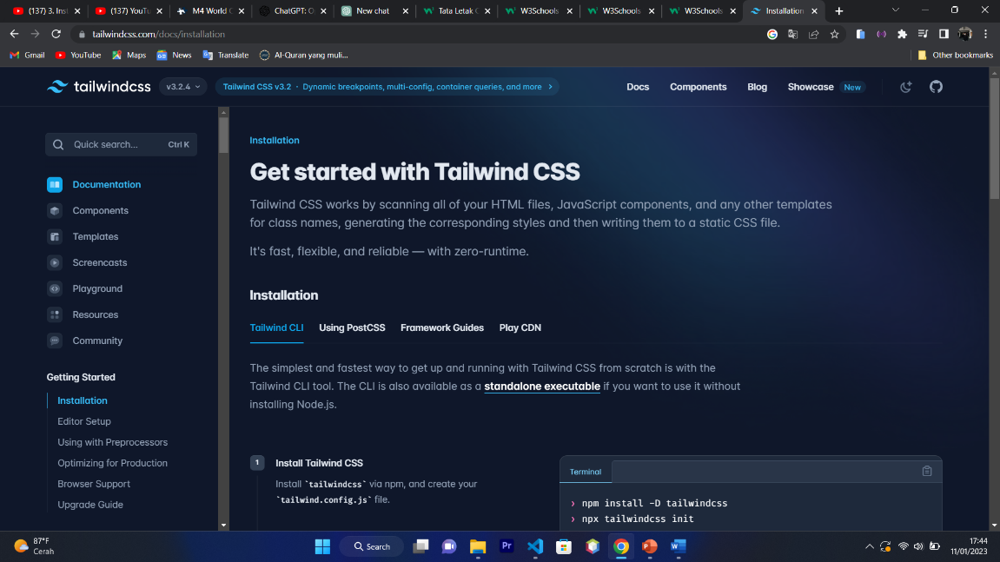 (137) 3. Inst
(137) YouTu
M4 World C
ChatGPT: O
New chat
Tata Letak C
W3Schools
W3Schools
W3Schools
Installation
tailwindcss.com/docs/installation
Gmail
YouTube
Maps
News
Translate
Al-Quran yang muli...
Other bookmarks
tailwindcss
v3.2.4
Tailwind CSS v3.2 · Dynamic breakpoints, multi-config, container queries, and more
Docs
Components
Blog
Showcase
New
Quick search...
Ctrl K
Documentation
Components
Templates
Screencasts
Playground
Resources
Community
Getting Started
Installation
Editor Setup
Using with Preprocessors
Optimizing for Production
Browser Support
Upgrade Guide
Installation
Get started with Tailwind CSS
Tailwind CSS works by scanning all of your HTML files, JavaScript components, and any other templates
for class names, generating the corresponding styles and then writing them to a static CSS file.
It's fast, flexible, and reliable — with zero-runtime.
Installation
Tailwind CLI
Using PostCSS
Framework Guides
Play CDN
The simplest and fastest way to get up and running with Tailwind CSS from scratch is with the
Tailwind CLI tool. The CLI is also available as a standalone executable if you want to use it without
installing Node.js.
1
Install Tailwind CSS
Install `tailwindcss` via npm, and create your
`tailwind.config.js` file.
Terminal
› npm install -D tailwindcss
› npx tailwindcss init
87°F
Cerah
Search
Pr
17:44
11/01/2023